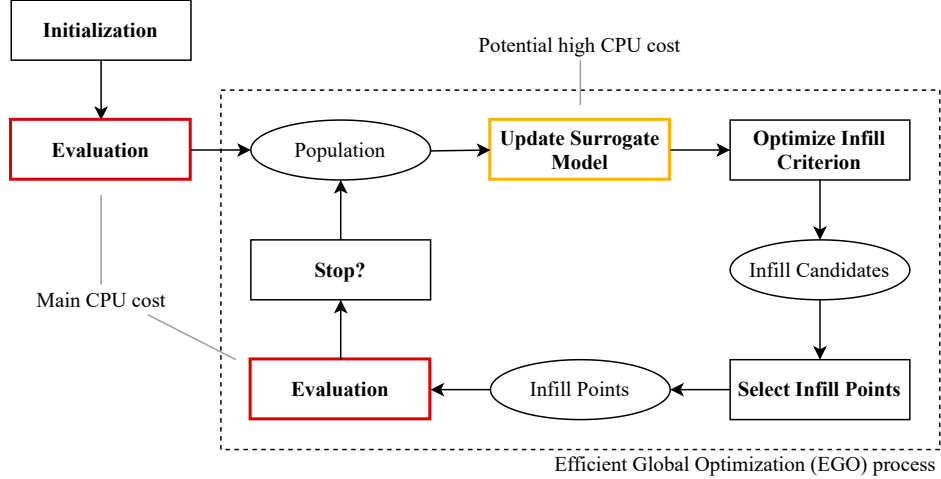 Initialization
Potential high CPU cost
Evaluation
Population
Update Surrogate
Model
Optimize Infill
Criterion
Stop?
Infill Candidates
Main CPU cost
Evaluation
Infill Points
Select Infill Points
Efficient Global Optimization (EGO) process